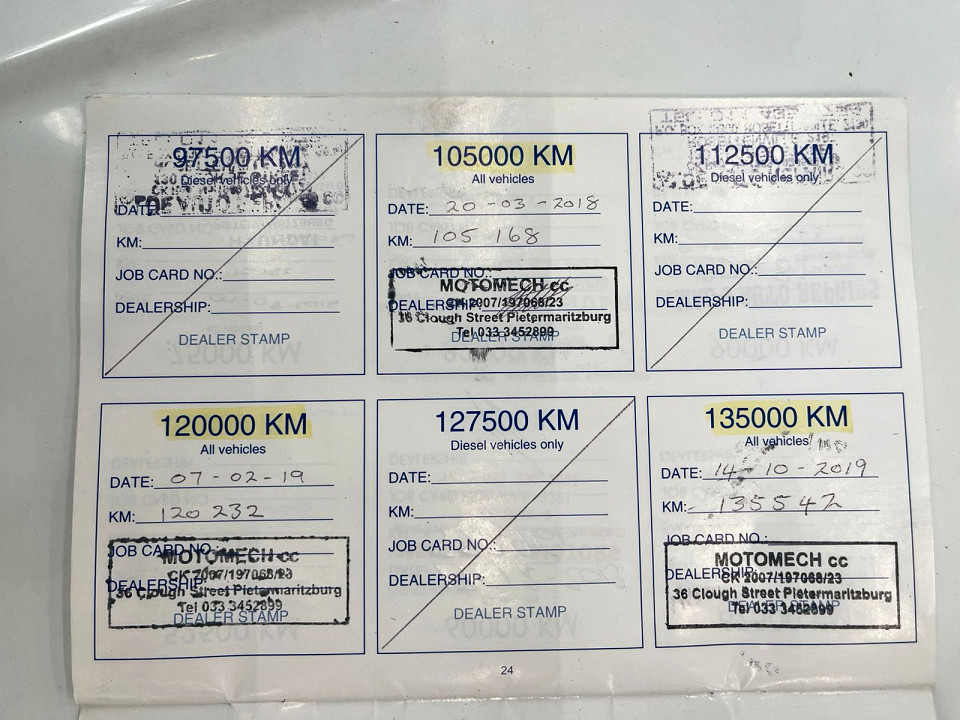 97500 KM
Diesel vehicles only
DATE:
KM:
JOB CARD NO.:
DEALERSHIP:
DEALER STAMP
105000 KM
All vehicles
DATE: 20-03-2018
KM: 105 168
JOB CARD NO.:
MOTOMECH cc
DEALERSHIP: CK 2007/197068/23
36 Clough Street Pietermaritzburg
Tel 033 3452899
DEALER STAMP
112500 KM
Diesel vehicles only
DATE:
KM:
JOB CARD NO.:
DEALERSHIP:
DEALER STAMP
120000 KM
All vehicles
DATE: 07-02-19
KM: 120 232
JOB CARD NO.:
MOTOMECH cc
CK 2007/197068/23
DEALERSHIP:
36 Clough Street Pietermaritzburg
Tel 033 3452899
DEALER STAMP
127500 KM
Diesel vehicles only
DATE:
KM:
JOB CARD NO.:
DEALERSHIP:
DEALER STAMP
135000 KM
All vehicles
DATE: 14-10-2019
KM: 135542
JOB CARD NO.:
MOTOMECH cc
DEALERSHIP: CK 2007/197068/23
36 Clough Street Pietermaritzburg
Tel 033 3452899
DEALER STAMP
24